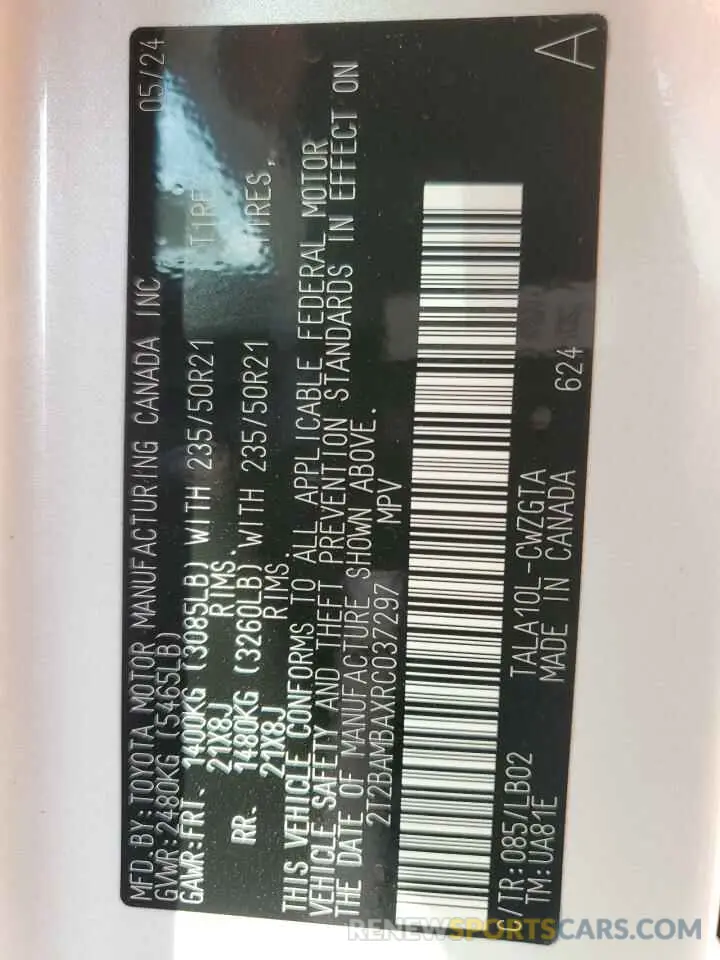 MFD. BY: TOYOTA MOTOR MANUFACTURING CANADA INC 05/24
GVWR: 2480KG (5465LB)
GAWR: FRT. 1400KG (3085LB) WITH 235/50R21 TIRES,
21X8J RIMS.
RR. 1480KG (3260LB) WITH 235/50R21 TIRES,
21X8J RIMS.
THIS VEHICLE CONFORMS TO ALL APPLICABLE FEDERAL MOTOR
VEHICLE SAFETY AND THEFT PREVENTION STANDARDS IN EFFECT ON
THE DATE OF MANUFACTURE SHOWN ABOVE.
2T2BAMBAXRC037297 MPV
C/TR: 085/LB02 TALA10L-CWZGTA
TM: UA81E MADE IN CANADA 624
A
RENEWSPORTSCARS.COM